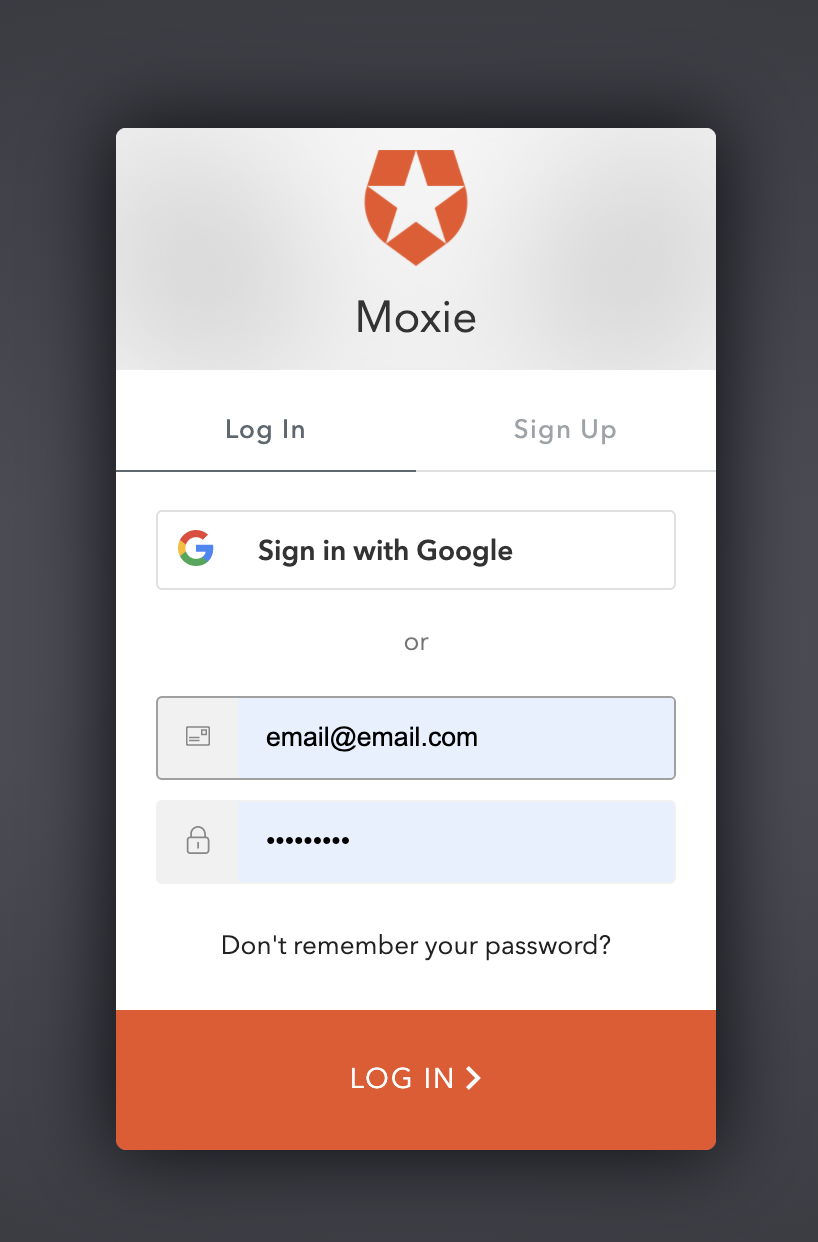 Moxie
Log In
Sign Up
Sign in with Google
or
email@email.com
•••••••••
Don't remember your password?
LOG IN